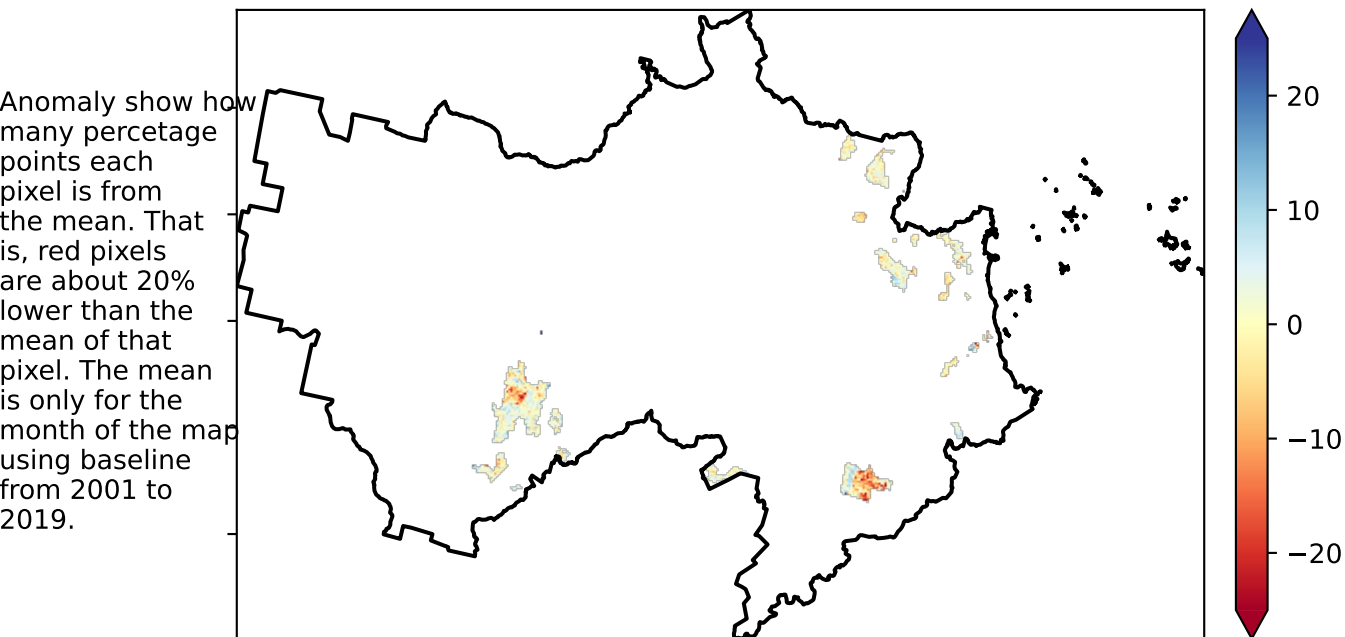 Anomaly show how
many percetage
points each
pixel is from
the mean. That
is, red pixels
are about 20%
lower than the
mean of that
pixel. The mean
is only for the
month of the map
using baseline
from 2001 to
2019.
20
10
0
−10
−20